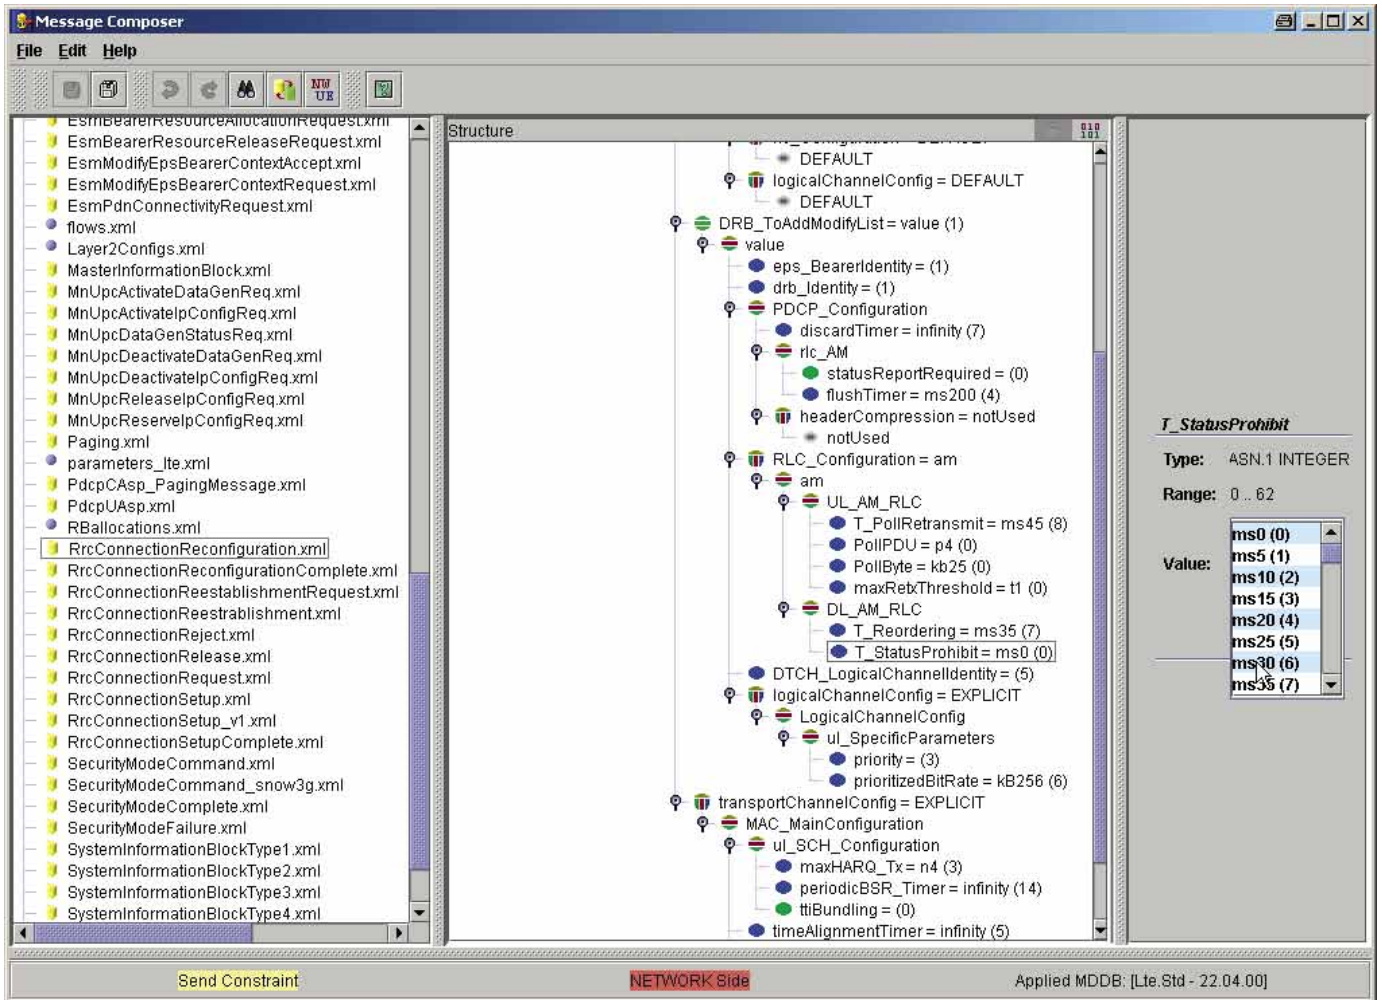 Message Composer
File Edit Help
NW
UE
EsmBearerResourceAllocationRequest.xml
EsmBearerResourceReleaseRequest.xml
EsmModifyEpsBearerContextAccept.xml
EsmModifyEpsBearerContextRequest.xml
EsmPdnConnectivityRequest.xml
flows.xml
Layer2Configs.xml
MasterInformationBlock.xml
MnUpcActivateDataGenReq.xml
MnUpcActivateIpConfigReq.xml
MnUpcDataGenStatusReq.xml
MnUpcDeactivateDataGenReq.xml
MnUpcDeactivateIpConfigReq.xml
MnUpcReleaseIpConfigReq.xml
MnUpcReserveIpConfigReq.xml
Paging.xml
parameters_lte.xml
PdcpCAsp_PagingMessage.xml
PdcpUAsp.xml
RBallocations.xml
RrcConnectionReconfiguration.xml
RrcConnectionReconfigurationComplete.xml
RrcConnectionReestablishmentRequest.xml
RrcConnectionReestrablishment.xml
RrcConnectionReject.xml
RrcConnectionRelease.xml
RrcConnectionRequest.xml
RrcConnectionSetup.xml
RrcConnectionSetup_v1.xml
RrcConnectionSetupComplete.xml
SecurityModeCommand.xml
SecurityModeCommand_snow3g.xml
SecurityModeComplete.xml
SecurityModeFailure.xml
SystemInformationBlockType1.xml
SystemInformationBlockType2.xml
SystemInformationBlockType3.xml
SystemInformationBlockType4.xml
Structure
010
101
DEFAULT
logicalChannelConfig = DEFAULT
DEFAULT
DRB_ToAddModifyList = value (1)
value
eps_BearerIdentity = (1)
drb_Identity = (1)
PDCP_Configuration
discardTimer = infinity (7)
rlc_AM
statusReportRequired = (0)
flushTimer = ms200 (4)
headerCompression = notUsed
notUsed
RLC_Configuration = am
am
UL_AM_RLC
T_PollRetransmit = ms45 (8)
PollPDU = p4 (0)
PollByte = kb25 (0)
maxRetxThreshold = t1 (0)
DL_AM_RLC
T_Reordering = ms35 (7)
T_StatusProhibit = ms0 (0)
DTCH_LogicalChannelIdentity = (5)
logicalChannelConfig = EXPLICIT
LogicalChannelConfig
ul_SpecificParameters
priority = (3)
prioritizedBitRate = kB256 (6)
transportChannelConfig = EXPLICIT
MAC_MainConfiguration
ul_SCH_Configuration
maxHARQ_Tx = n4 (3)
periodicBSR_Timer = infinity (14)
ttiBundling = (0)
timeAlignmentTimer = infinity (5)
T_StatusProhibit
Type: ASN.1 INTEGER
Range: 0 .. 62
Value:
ms0 (0)
ms5 (1)
ms10 (2)
ms15 (3)
ms20 (4)
ms25 (5)
ms30 (6)
ms35 (7)
Send Constraint
NETWORK Side
Applied MDDB: [Lte.Std - 22.04.00]